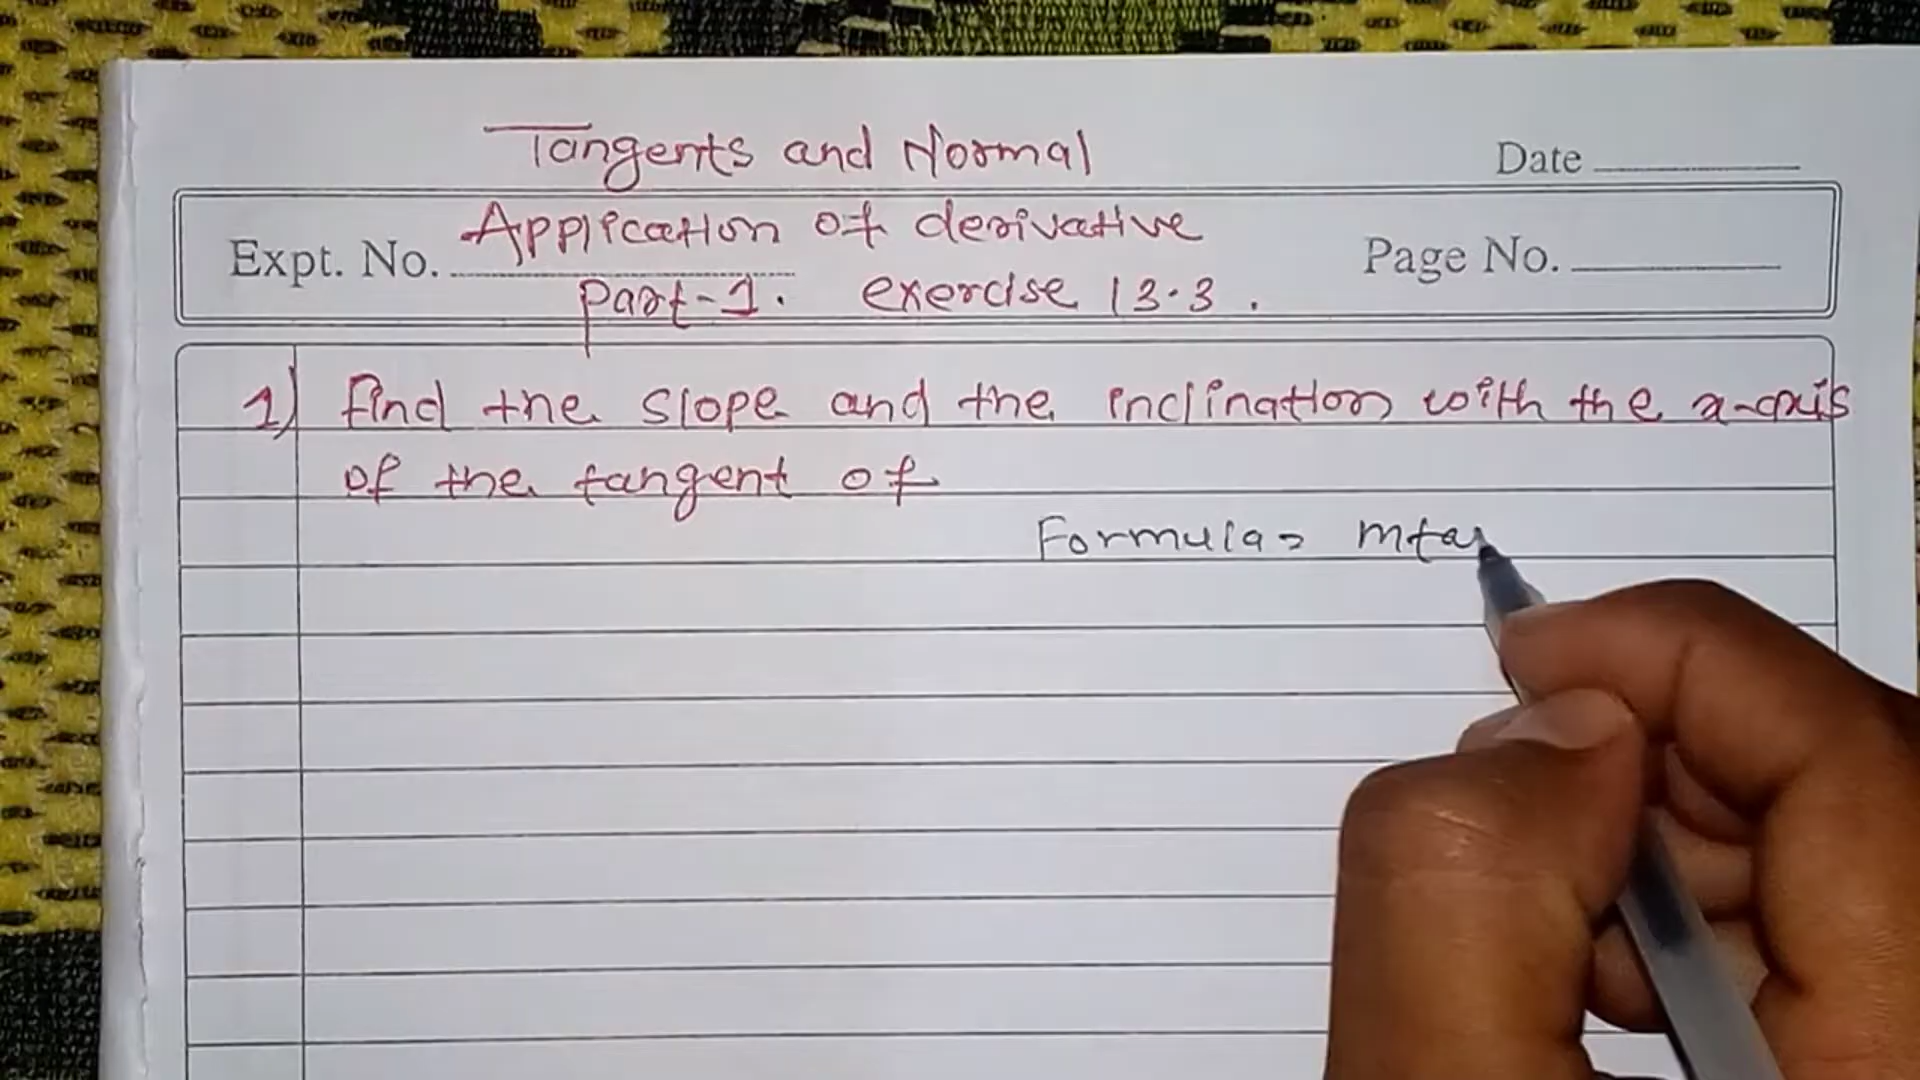 Tangents and Normal
Date
Application of derivative
Expt. No.
Page No.
part-1. exercise 13.3.
1) find the slope and the inclination with the x-axis
of the tangent of
Formula= mtan